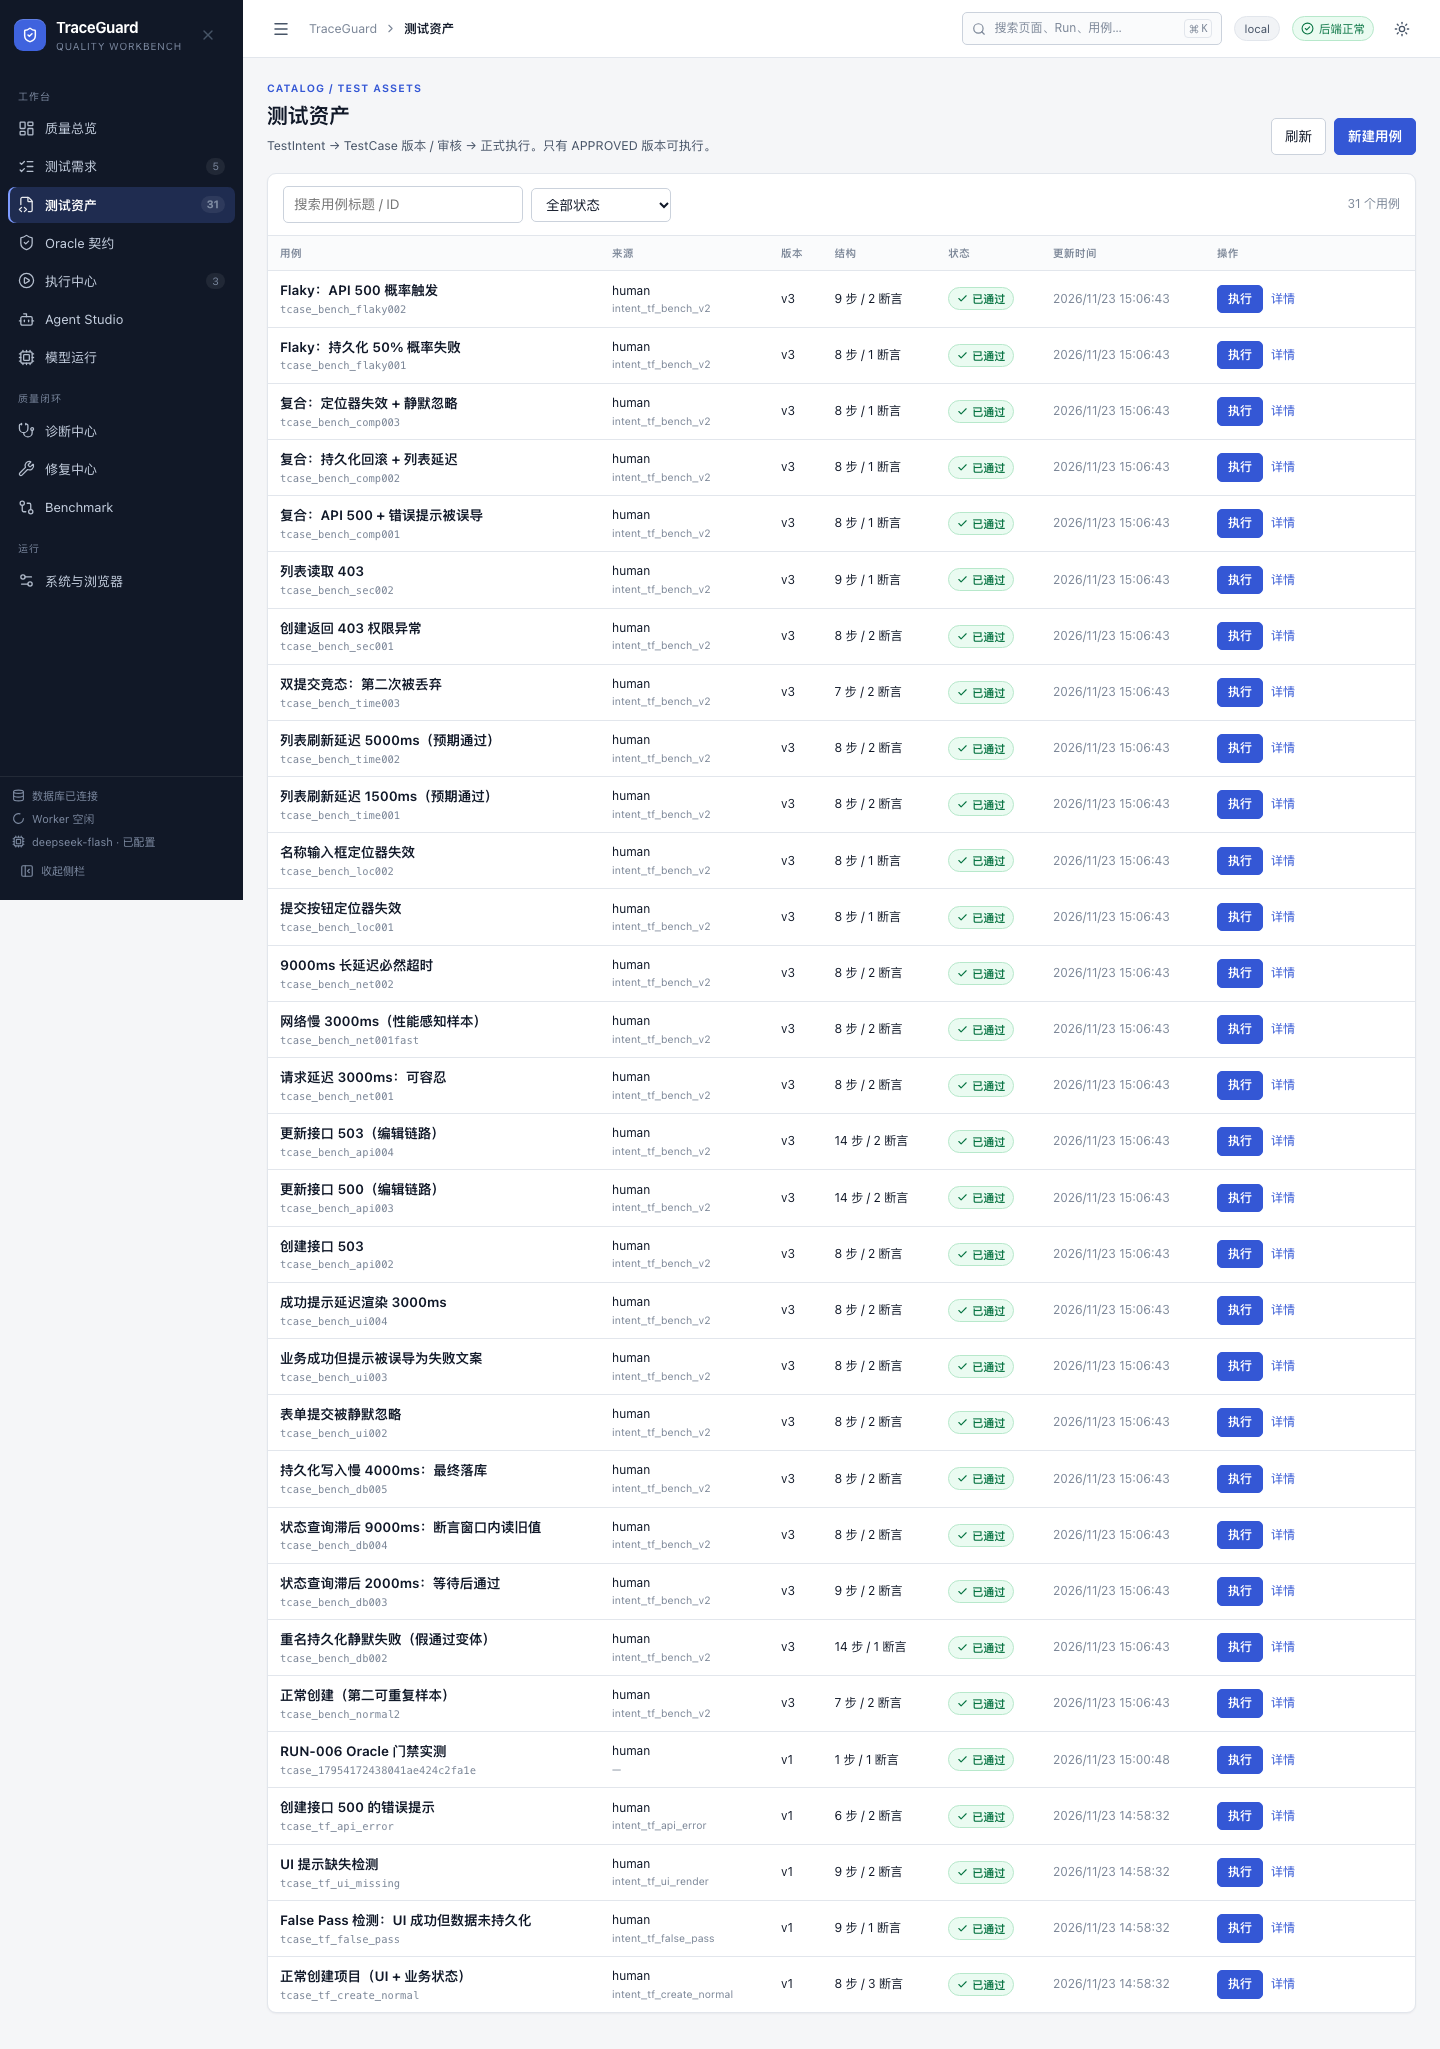 TraceGuard
QUALITY WORKBENCH
工作台
质量总览
测试需求 5
测试资产 31
Oracle 契约
执行中心 3
Agent Studio
模型运行
质量闭环
诊断中心
修复中心
Benchmark
运行
系统与浏览器
数据库已连接
Worker 空闲
deepseek-flash · 已配置
收起侧栏
TraceGuard > 测试资产
搜索页面、Run、用例... ⌘ K
local
后端正常
CATALOG / TEST ASSETS
测试资产
TestIntent → TestCase 版本 / 审核 → 正式执行。只有 APPROVED 版本可执行。
刷新
新建用例
搜索用例标题 / ID
全部状态
31 个用例
用例 来源 版本 结构 状态 更新时间 操作
Flaky：API 500 概率触发 human v3 9 步 / 2 断言 已通过 2026/11/23 15:06:43 执行 详情
tcase_bench_flaky002 intent_tf_bench_v2
Flaky：持久化 50% 概率失败 human v3 8 步 / 1 断言 已通过 2026/11/23 15:06:43 执行 详情
tcase_bench_flaky001 intent_tf_bench_v2
复合：定位器失效 + 静默忽略 human v3 8 步 / 1 断言 已通过 2026/11/23 15:06:43 执行 详情
tcase_bench_comp003 intent_tf_bench_v2
复合：持久化回滚 + 列表延迟 human v3 8 步 / 1 断言 已通过 2026/11/23 15:06:43 执行 详情
tcase_bench_comp002 intent_tf_bench_v2
复合：API 500 + 错误提示被误导 human v3 8 步 / 1 断言 已通过 2026/11/23 15:06:43 执行 详情
tcase_bench_comp001 intent_tf_bench_v2
列表读取 403 human v3 9 步 / 1 断言 已通过 2026/11/23 15:06:43 执行 详情
tcase_bench_sec002 intent_tf_bench_v2
创建返回 403 权限异常 human v3 8 步 / 2 断言 已通过 2026/11/23 15:06:43 执行 详情
tcase_bench_sec001 intent_tf_bench_v2
双提交竞态：第二次被丢弃 human v3 7 步 / 2 断言 已通过 2026/11/23 15:06:43 执行 详情
tcase_bench_time003 intent_tf_bench_v2
列表刷新延迟 5000ms（预期通过） human v3 8 步 / 2 断言 已通过 2026/11/23 15:06:43 执行 详情
tcase_bench_time002 intent_tf_bench_v2
列表刷新延迟 1500ms（预期通过） human v3 8 步 / 2 断言 已通过 2026/11/23 15:06:43 执行 详情
tcase_bench_time001 intent_tf_bench_v2
名称输入框定位器失效 human v3 8 步 / 1 断言 已通过 2026/11/23 15:06:43 执行 详情
tcase_bench_loc002 intent_tf_bench_v2
提交按钮定位器失效 human v3 8 步 / 1 断言 已通过 2026/11/23 15:06:43 执行 详情
tcase_bench_loc001 intent_tf_bench_v2
9000ms 长延迟必然超时 human v3 8 步 / 2 断言 已通过 2026/11/23 15:06:43 执行 详情
tcase_bench_net002 intent_tf_bench_v2
网络慢 3000ms（性能感知样本） human v3 8 步 / 2 断言 已通过 2026/11/23 15:06:43 执行 详情
tcase_bench_net001fast intent_tf_bench_v2
请求延迟 3000ms：可容忍 human v3 8 步 / 2 断言 已通过 2026/11/23 15:06:43 执行 详情
tcase_bench_net001 intent_tf_bench_v2
更新接口 503（编辑链路） human v3 14 步 / 2 断言 已通过 2026/11/23 15:06:43 执行 详情
tcase_bench_api004 intent_tf_bench_v2
更新接口 500（编辑链路） human v3 14 步 / 2 断言 已通过 2026/11/23 15:06:43 执行 详情
tcase_bench_api003 intent_tf_bench_v2
创建接口 503 human v3 8 步 / 2 断言 已通过 2026/11/23 15:06:43 执行 详情
tcase_bench_api002 intent_tf_bench_v2
成功提示延迟渲染 3000ms human v3 8 步 / 2 断言 已通过 2026/11/23 15:06:43 执行 详情
tcase_bench_ui004 intent_tf_bench_v2
业务成功但提示被误导为失败文案 human v3 8 步 / 2 断言 已通过 2026/11/23 15:06:43 执行 详情
tcase_bench_ui003 intent_tf_bench_v2
表单提交被静默忽略 human v3 8 步 / 2 断言 已通过 2026/11/23 15:06:43 执行 详情
tcase_bench_ui002 intent_tf_bench_v2
持久化写入慢 4000ms：最终落库 human v3 8 步 / 2 断言 已通过 2026/11/23 15:06:43 执行 详情
tcase_bench_db005 intent_tf_bench_v2
状态查询滞后 9000ms：断言窗口内读旧值 human v3 8 步 / 2 断言 已通过 2026/11/23 15:06:43 执行 详情
tcase_bench_db004 intent_tf_bench_v2
状态查询滞后 2000ms：等待后通过 human v3 9 步 / 2 断言 已通过 2026/11/23 15:06:43 执行 详情
tcase_bench_db003 intent_tf_bench_v2
重名持久化静默失败（假通过变体） human v3 14 步 / 1 断言 已通过 2026/11/23 15:06:43 执行 详情
tcase_bench_db002 intent_tf_bench_v2
正常创建（第二可重复样本） human v3 7 步 / 2 断言 已通过 2026/11/23 15:06:43 执行 详情
tcase_bench_normal2 intent_tf_bench_v2
RUN-006 Oracle 门禁实测 human v1 1 步 / 1 断言 已通过 2026/11/23 15:00:48 执行 详情
tcase_17954172438041ae424c2fa1e —
创建接口 500 的错误提示 human v1 6 步 / 2 断言 已通过 2026/11/23 14:58:32 执行 详情
tcase_tf_api_error intent_tf_api_error
UI 提示缺失检测 human v1 9 步 / 2 断言 已通过 2026/11/23 14:58:32 执行 详情
tcase_tf_ui_missing intent_tf_ui_render
False Pass 检测：UI 成功但数据未持久化 human v1 9 步 / 1 断言 已通过 2026/11/23 14:58:32 执行 详情
tcase_tf_false_pass intent_tf_false_pass
正常创建项目（UI + 业务状态） human v1 8 步 / 3 断言 已通过 2026/11/23 14:58:32 执行 详情
tcase_tf_create_normal intent_tf_create_normal